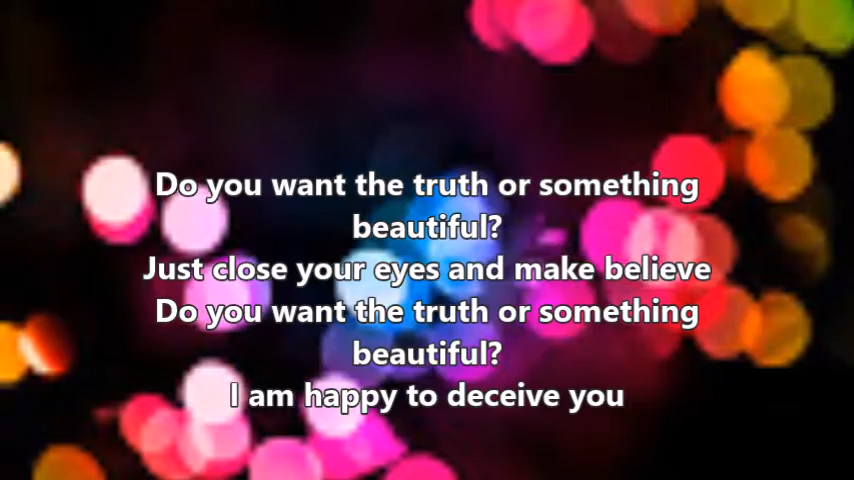 Do you want the truth or something
beautiful?
Just close your eyes and make believe
Do you want the truth or something
beautiful?
I am happy to deceive you